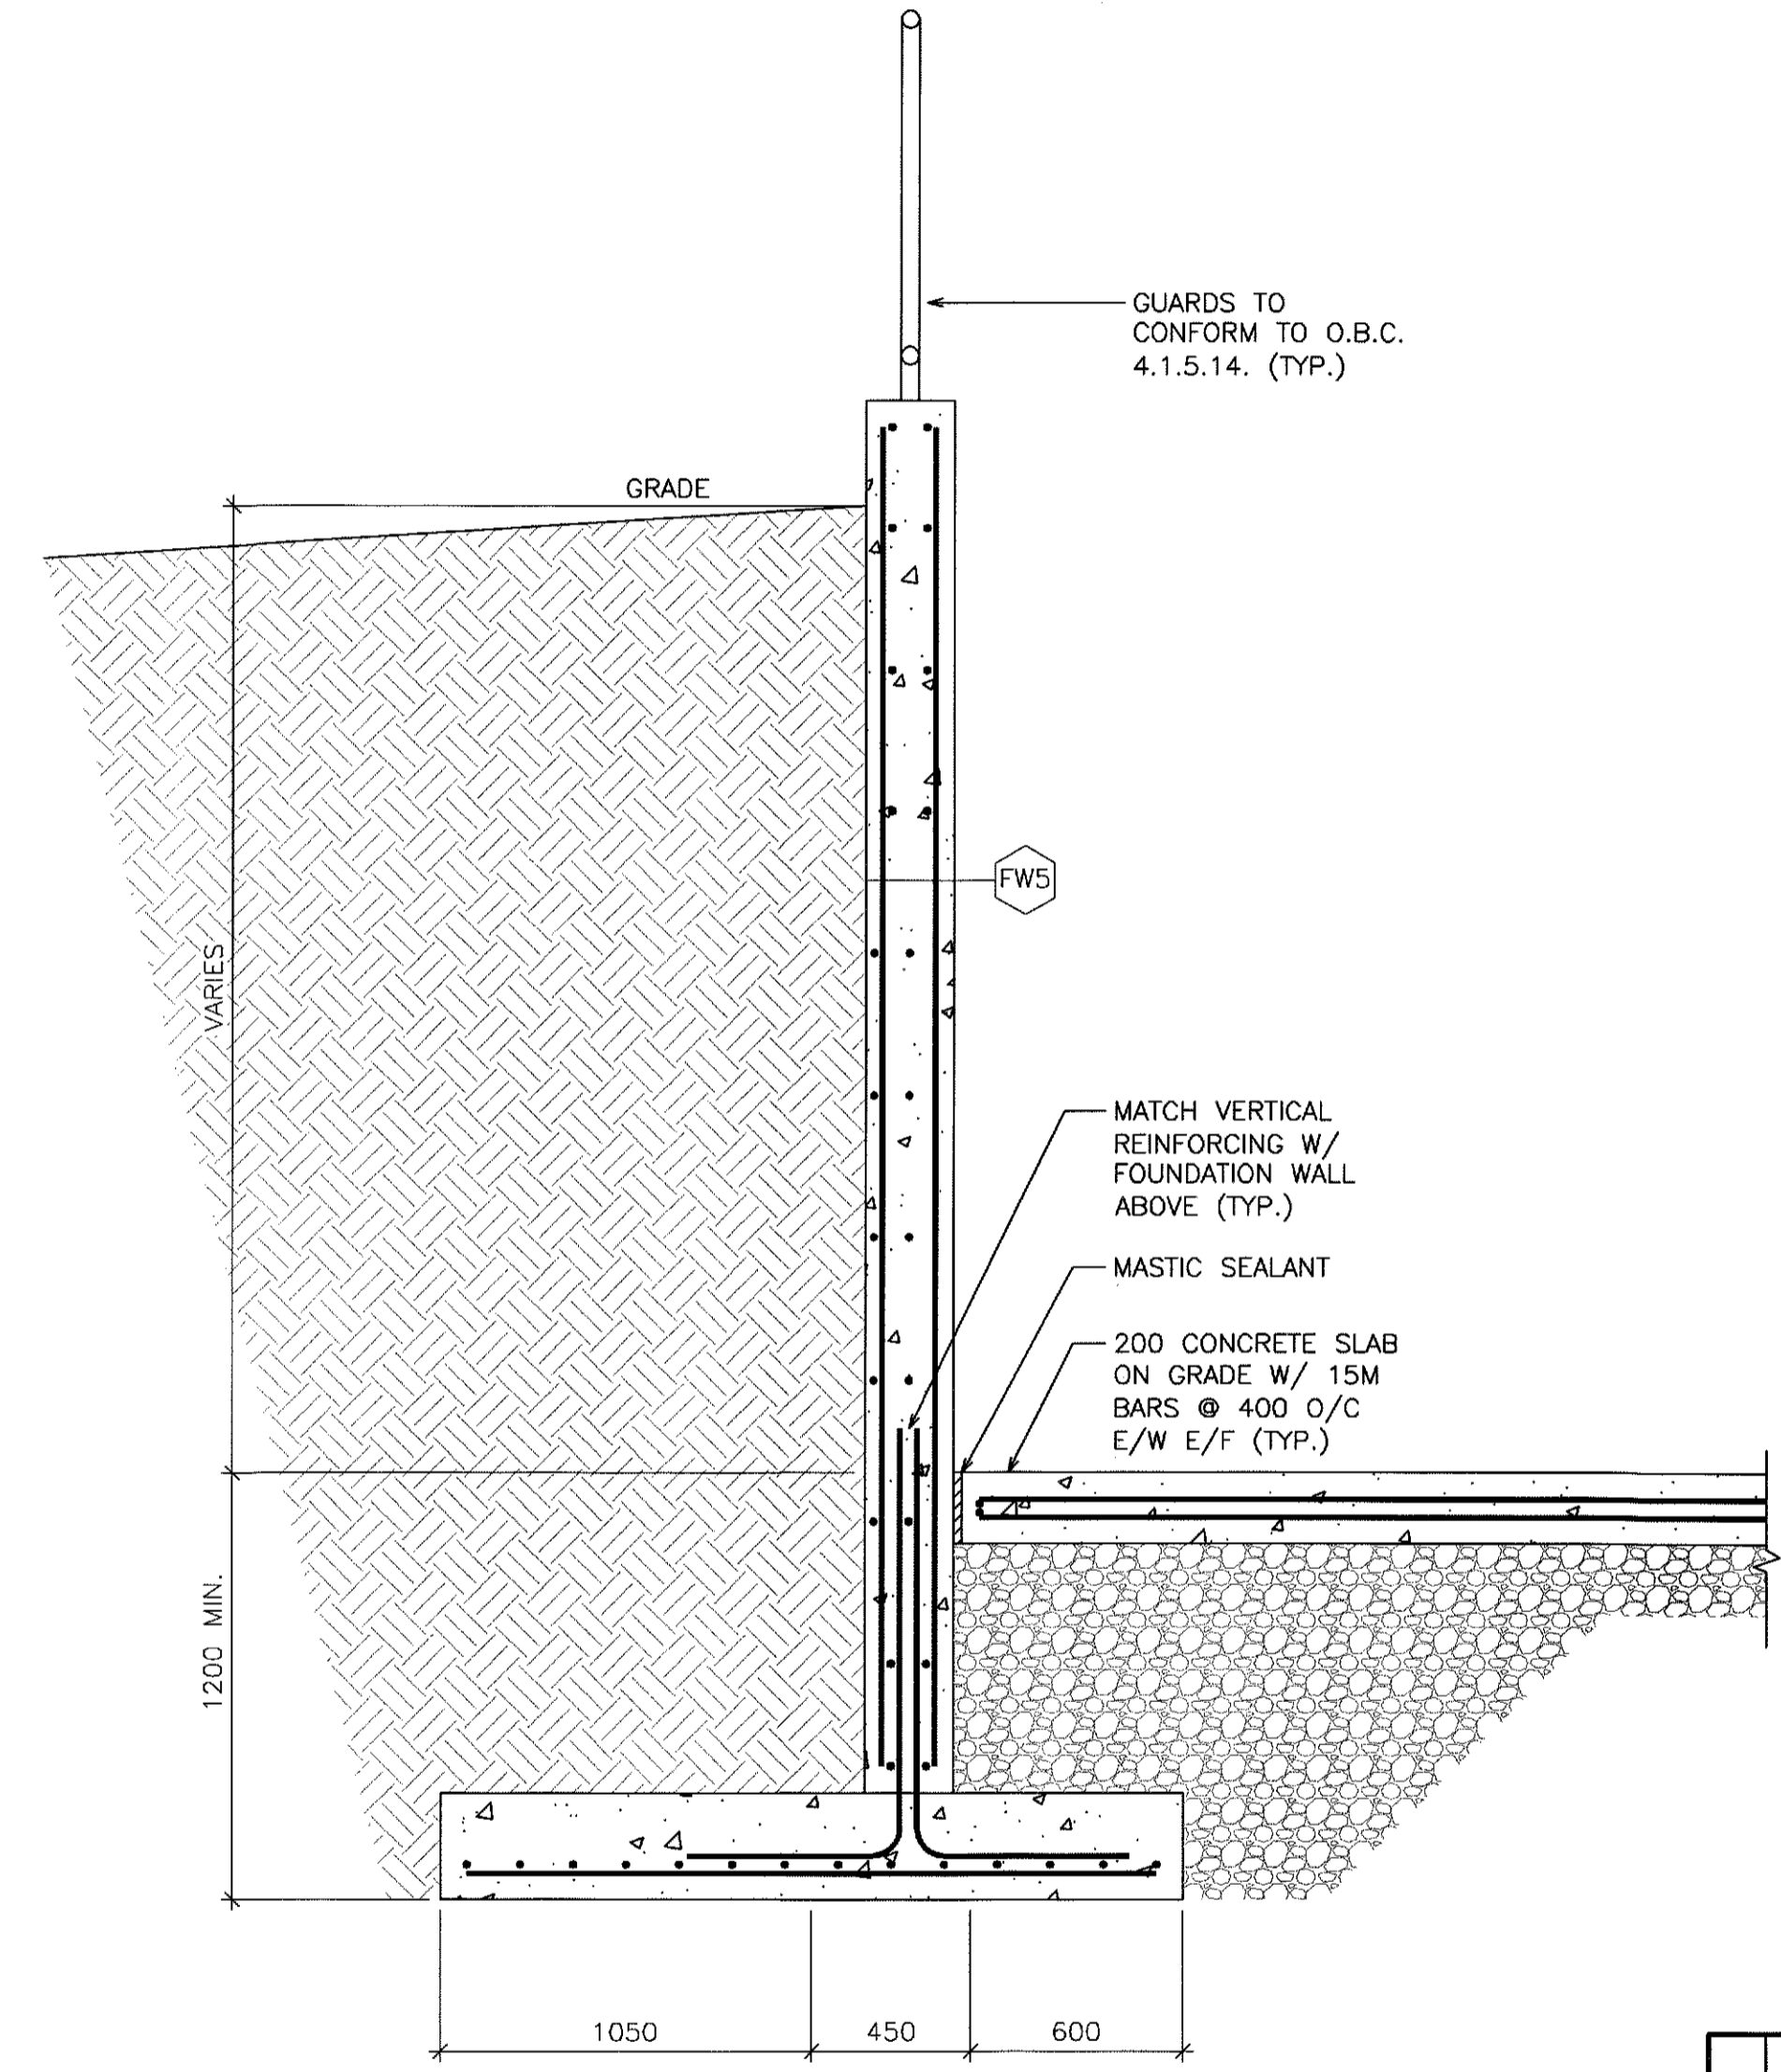 GUARDS TO
CONFORM TO O.B.C.
4.1.5.14. (TYP.)
GRADE
FW5
VARIES
MATCH VERTICAL
REINFORCING W/
FOUNDATION WALL
ABOVE (TYP.)
MASTIC SEALANT
200 CONCRETE SLAB
ON GRADE W/ 15M
BARS @ 400 O/C
E/W E/F (TYP.)
1200 MIN.
1050
450
600